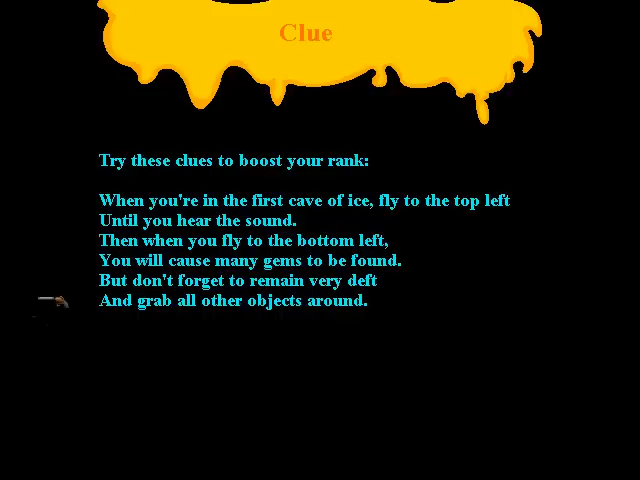 Clue
Try these clues to boost your rank:
When you're in the first cave of ice, fly to the top left
Until you hear the sound.
Then when you fly to the bottom left,
You will cause many gems to be found.
But don't forget to remain very deft
And grab all other objects around.